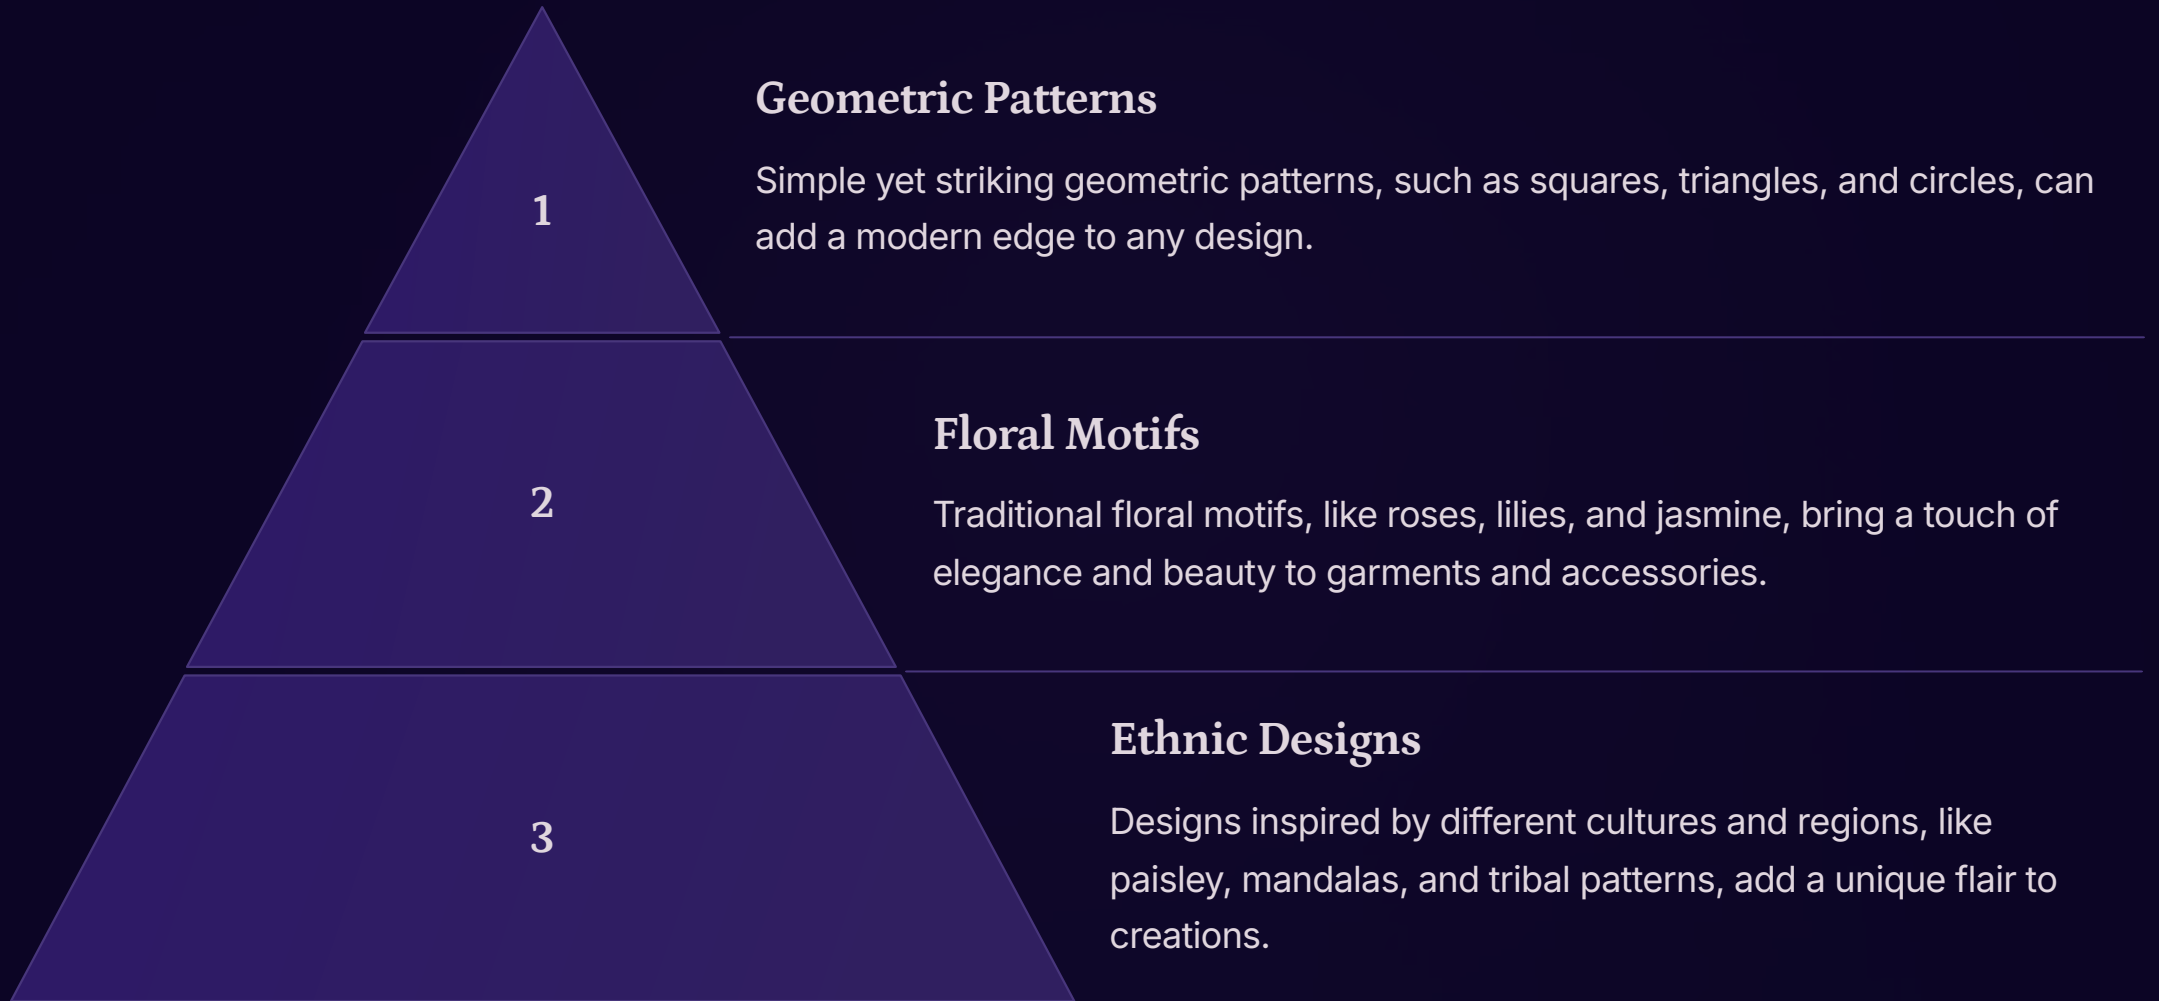 1
Geometric Patterns
Simple yet striking geometric patterns, such as squares, triangles, and circles, can
add a modern edge to any design.
2
Floral Motifs
Traditional floral motifs, like roses, lilies, and jasmine, bring a touch of
elegance and beauty to garments and accessories.
3
Ethnic Designs
Designs inspired by different cultures and regions, like
paisley, mandalas, and tribal patterns, add a unique flair to
creations.